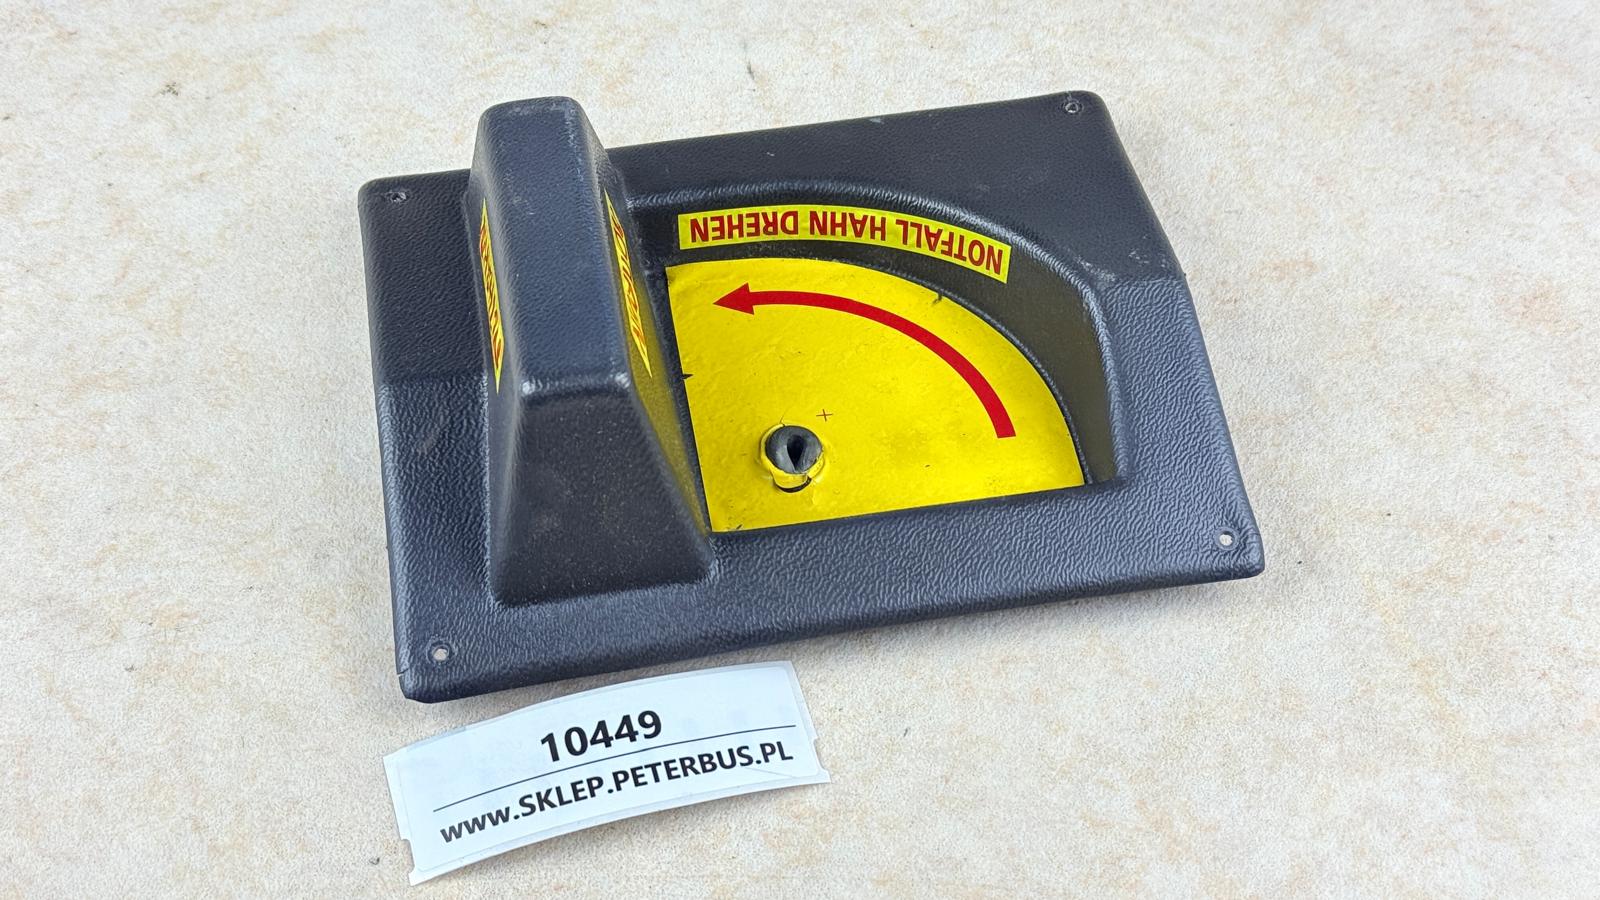 NOTFALL HAHN DREHEN
10449
www.SKLEP.PETERBUS.PL